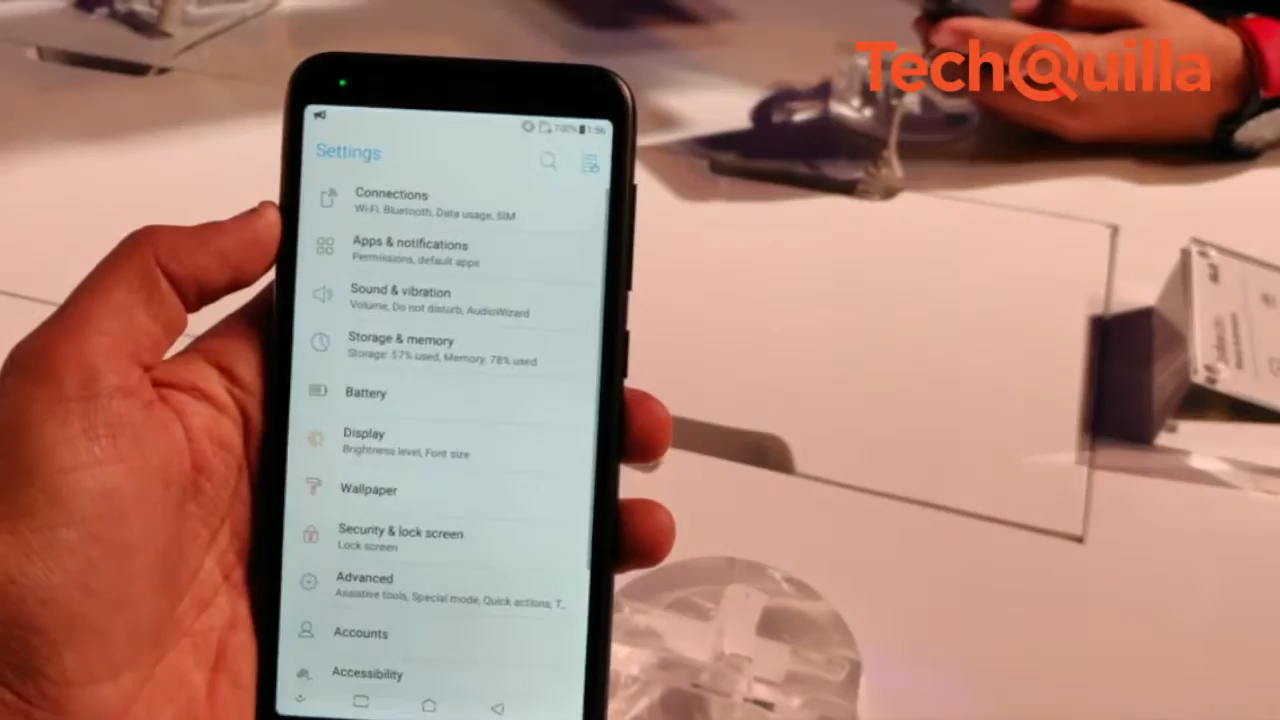 TechQuilla
100% 1:56
Settings
Connections
Wi-Fi, Bluetooth, Data usage, SIM
Apps & notifications
Permissions, default apps
Sound & vibration
Volume, Do not disturb, AudioWizard
Storage & memory
Storage: 57% used, Memory: 78% used
Battery
Display
Brightness level, Font size
Wallpaper
Security & lock screen
Lock screen
Advanced
Assistive tools, Special mode, Quick actions, T..
Accounts
Accessibility